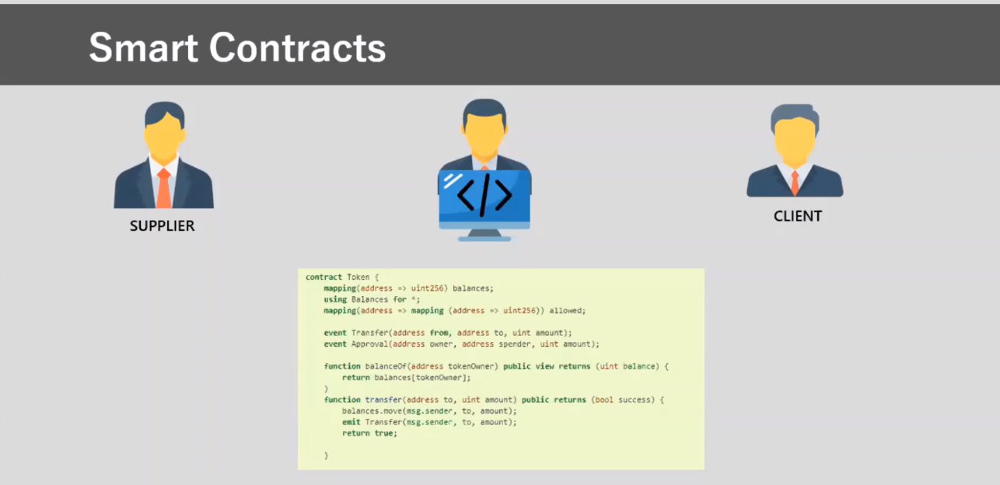 Smart Contracts
SUPPLIER
</>
CLIENT
contract Token {
    mapping(address => uint256) balances;
    using Balances for *;
    mapping(address => mapping (address => uint256)) allowed;

    event Transfer(address from, address to, uint amount);
    event Approval(address owner, address spender, uint amount);

    function balanceOf(address tokenOwner) public view returns (uint balance) {
        return balances[tokenOwner];
    }
    function transfer(address to, uint amount) public returns (bool success) {
        balances.move(msg.sender, to, amount);
        emit Transfer(msg.sender, to, amount);
        return true;

    }